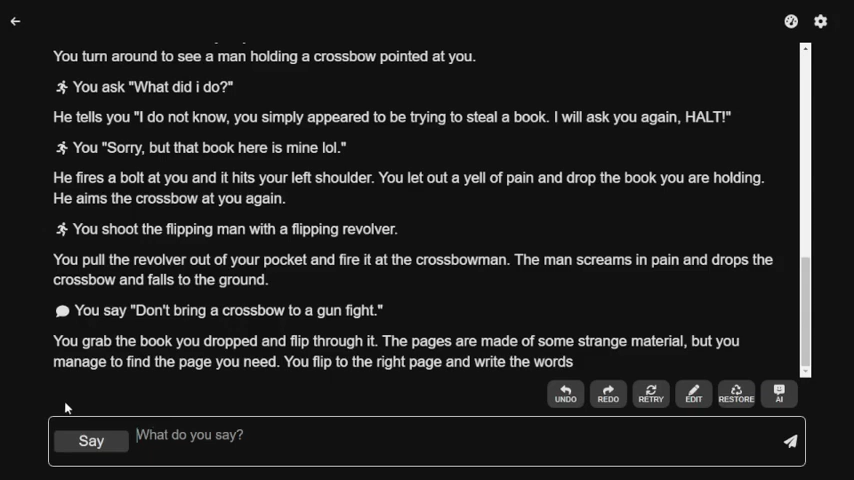 You turn around to see a man holding a crossbow pointed at you.
You ask "What did i do?"
He tells you "I do not know, you simply appeared to be trying to steal a book. I will ask you again, HALT!"
You "Sorry, but that book here is mine lol."
He fires a bolt at you and it hits your left shoulder. You let out a yell of pain and drop the book you are holding.
He aims the crossbow at you again.
You shoot the flipping man with a flipping revolver.
You pull the revolver out of your pocket and fire it at the crossbowman. The man screams in pain and drops the
crossbow and falls to the ground.
You say "Don't bring a crossbow to a gun fight."
You grab the book you dropped and flip through it. The pages are made of some strange material, but you
manage to find the page you need. You flip to the right page and write the words
UNDO REDO RETRY EDIT RESTORE AI
Say What do you say?